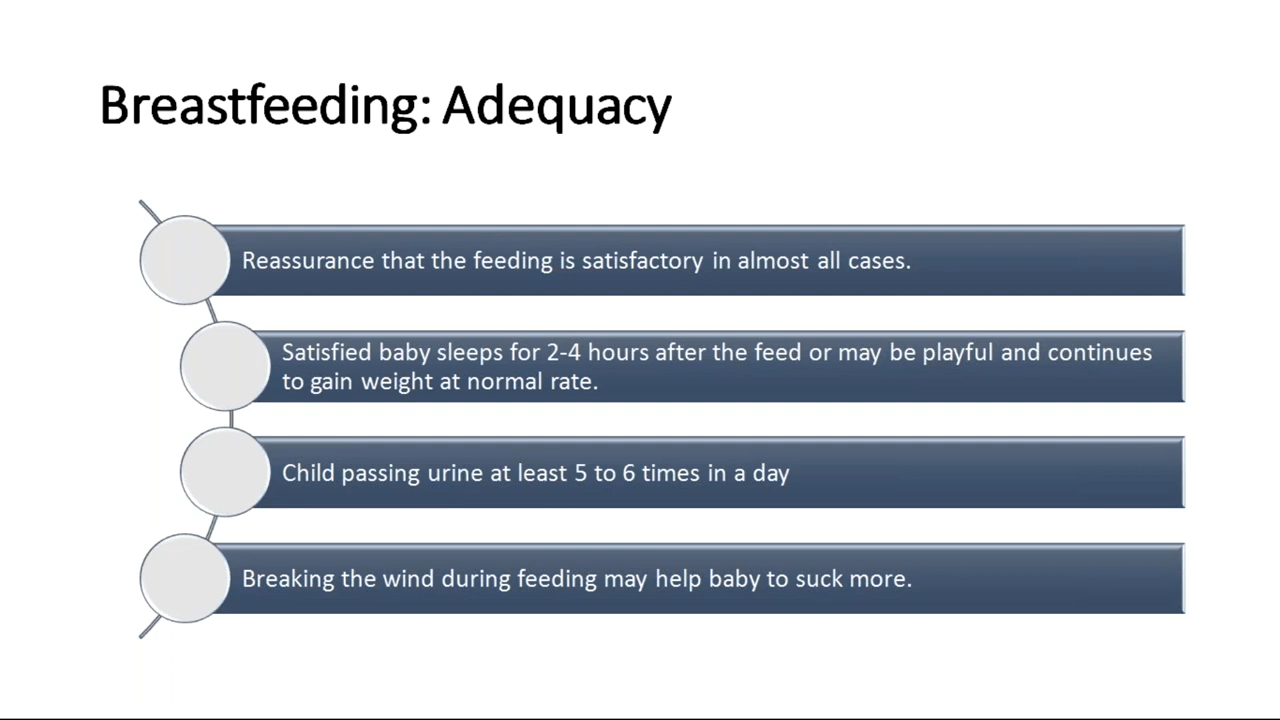 Breastfeeding: Adequacy
Reassurance that the feeding is satisfactory in almost all cases.
Satisfied baby sleeps for 2-4 hours after the feed or may be playful and continues
to gain weight at normal rate.
Child passing urine at least 5 to 6 times in a day
Breaking the wind during feeding may help baby to suck more.